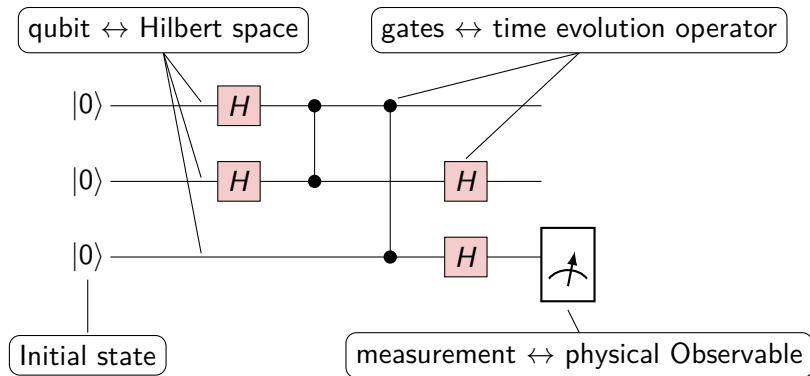 qubit ↔ Hilbert space
gates ↔ time evolution operator
|0⟩ H
|0⟩ H H
|0⟩ H
Initial state
measurement ↔ physical Observable